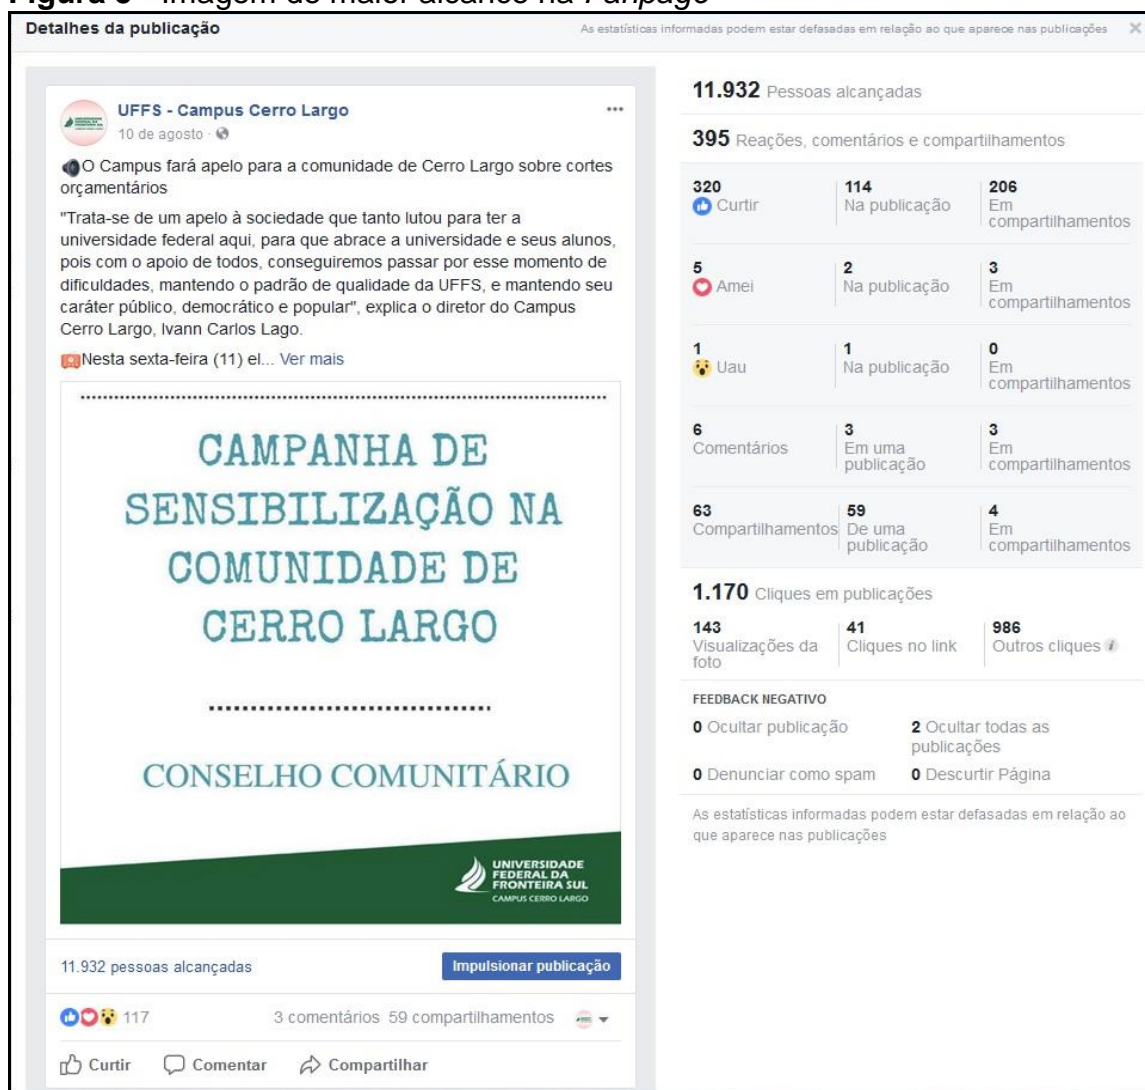 Detalhes da publicação
As estatísticas informadas podem estar defasadas em relação ao que aparece nas publicações
UFFS - Campus Cerro Largo
10 de agosto
O Campus fará apelo para a comunidade de Cerro Largo sobre cortes
orçamentários
"Trata-se de um apelo à sociedade que tanto lutou para ter a
universidade federal aqui, para que abrace a universidade e seus alunos,
pois com o apoio de todos, conseguiremos passar por esse momento de
dificuldades, mantendo o padrão de qualidade da UFFS, e mantendo seu
caráter público, democrático e popular", explica o diretor do Campus
Cerro Largo, Ivann Carlos Lago.
Nesta sexta-feira (11) el... Ver mais
CAMPANHA DE
SENSIBILIZAÇÃO NA
COMUNIDADE DE
CERRO LARGO
CONSELHO COMUNITÁRIO
UNIVERSIDADE
FEDERAL DA
FRONTEIRA SUL
CAMPUS CERRO LARGO
11.932 pessoas alcançadas
Impulsionar publicação
117
3 comentários 59 compartilhamentos
Curtir Comentar Compartilhar
11.932 Pessoas alcançadas
395 Reações, comentários e compartilhamentos
320
Curtir
114
Na publicação
206
Em
compartilhamentos
5
Amei
2
Na publicação
3
Em
compartilhamentos
1
Uau
1
Na publicação
0
Em
compartilhamentos
6
Comentários
3
Em uma
publicação
3
Em
compartilhamentos
63
Compartilhamentos
59
De uma
publicação
4
Em
compartilhamentos
1.170 Cliques em publicações
143
Visualizações da
foto
41
Cliques no link
986
Outros cliques
FEEDBACK NEGATIVO
0 Ocultar publicação
2 Ocultar todas as
publicações
0 Denunciar como spam
0 Descurtir Página
As estatísticas informadas podem estar defasadas em relação ao
que aparece nas publicações